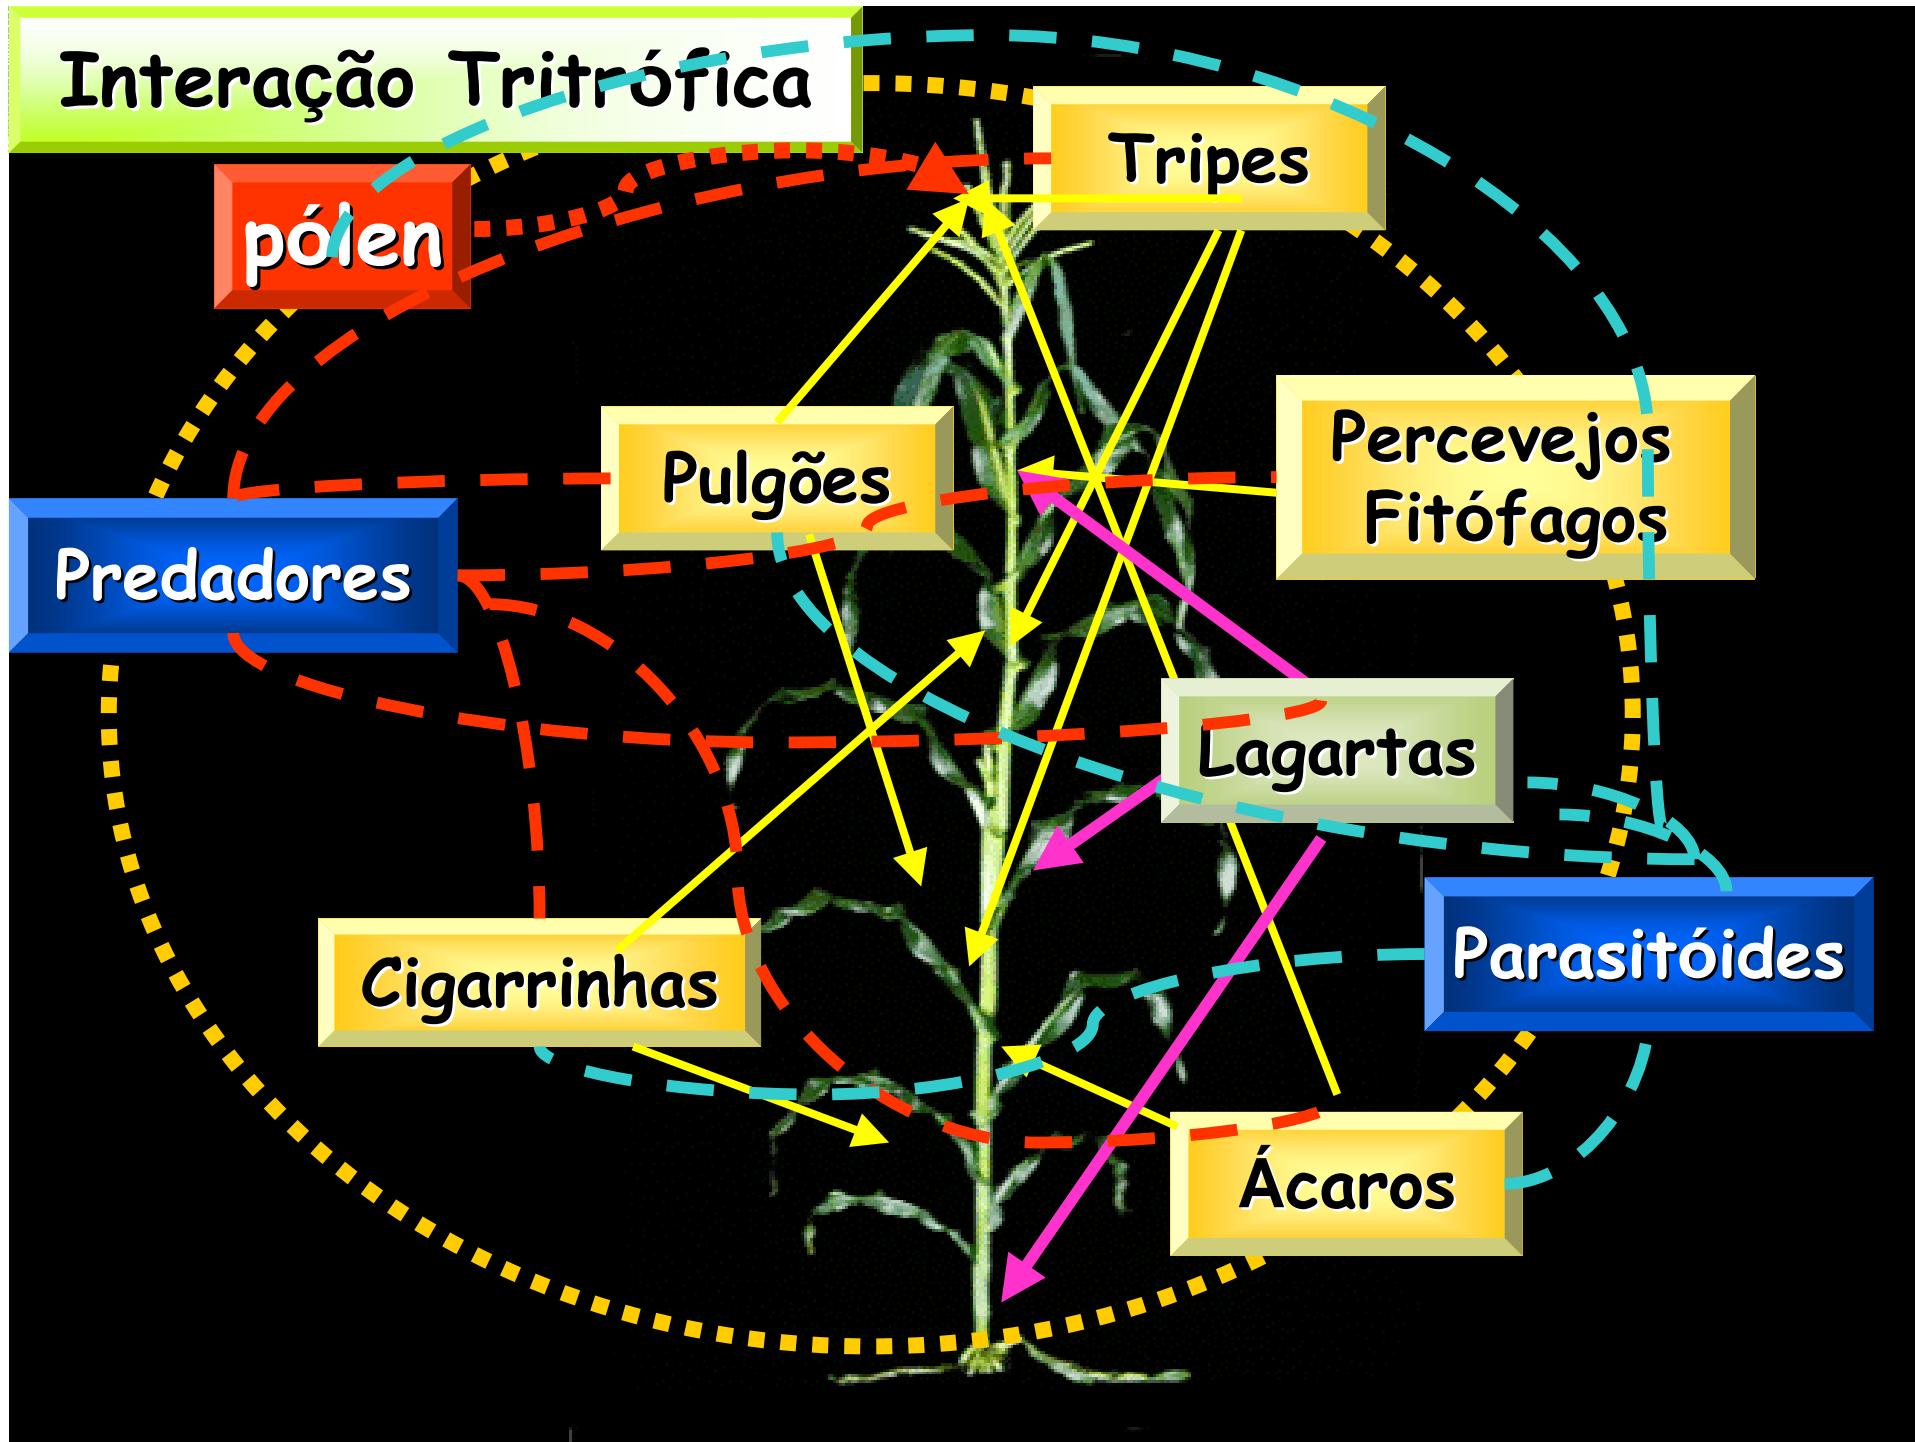 Interação Tritrófica
Tripes
pólen
Percevejos
Fitófagos
Pulgões
Predadores
Lagartas
Parasitóides
Cigarrinhas
Ácaros